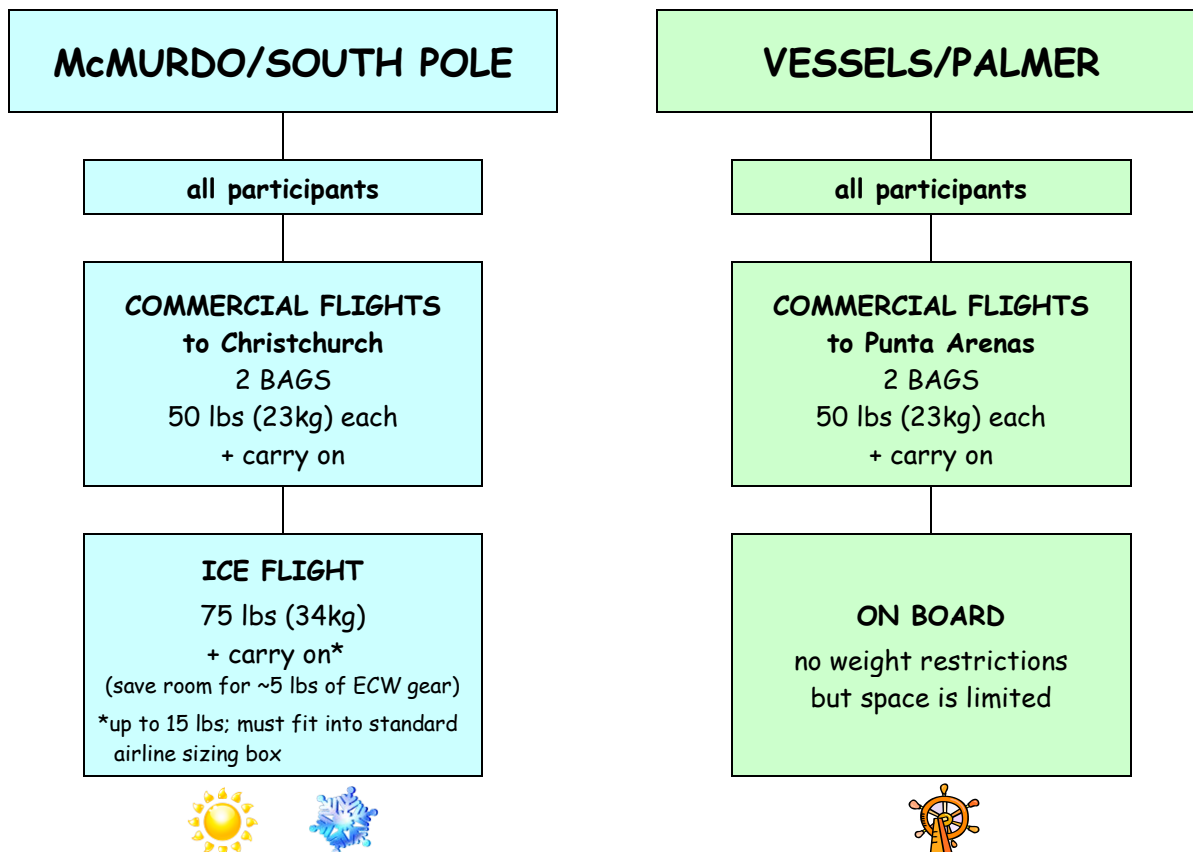 McMURDO/SOUTH POLE
all participants
COMMERCIAL FLIGHTS
to Christchurch
2 BAGS
50 lbs (23kg) each
+ carry on
ICE FLIGHT
75 lbs (34kg)
+ carry on*
(save room for ~5 lbs of ECW gear)
*up to 15 lbs; must fit into standard
airline sizing box
VESSELS/PALMER
all participants
COMMERCIAL FLIGHTS
to Punta Arenas
2 BAGS
50 lbs (23kg) each
+ carry on
ON BOARD
no weight restrictions
but space is limited